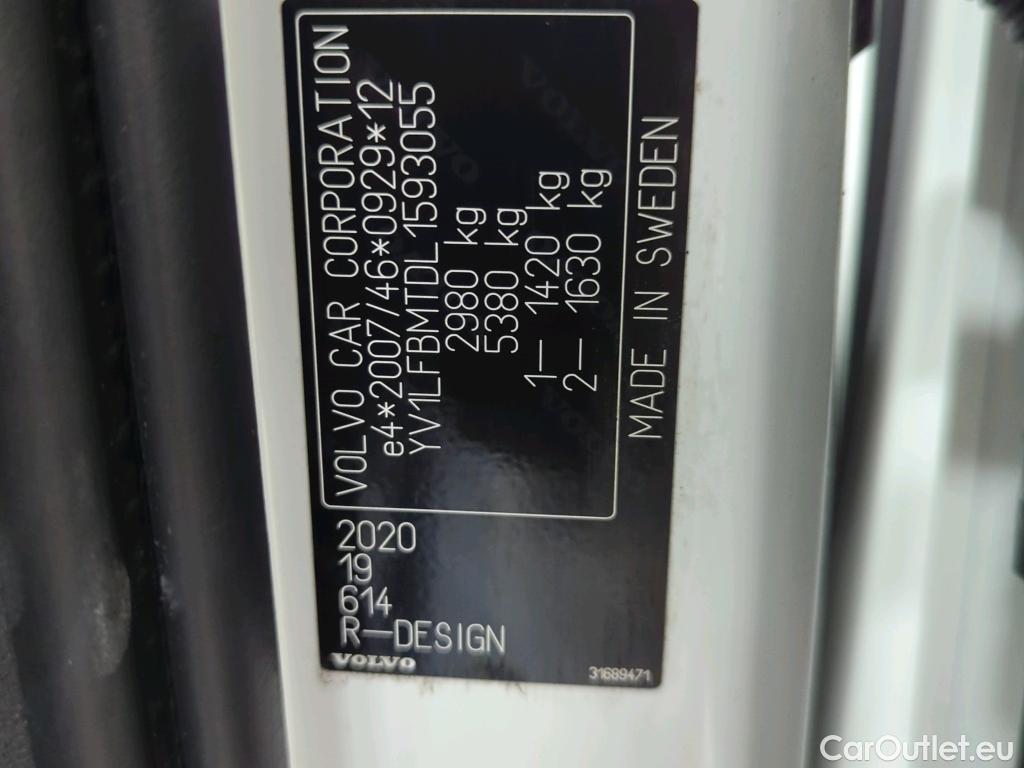 VOLVO CAR CORPORATION
e4*2007/46*0929*12
YV1LFBMTDL1593055
2980 kg
5380 kg
1— 1420 kg
2— 1630 kg
MADE IN SWEDEN
2020
19
614
R—DESIGN
VOLVO
31689471
CarOutlet.eu